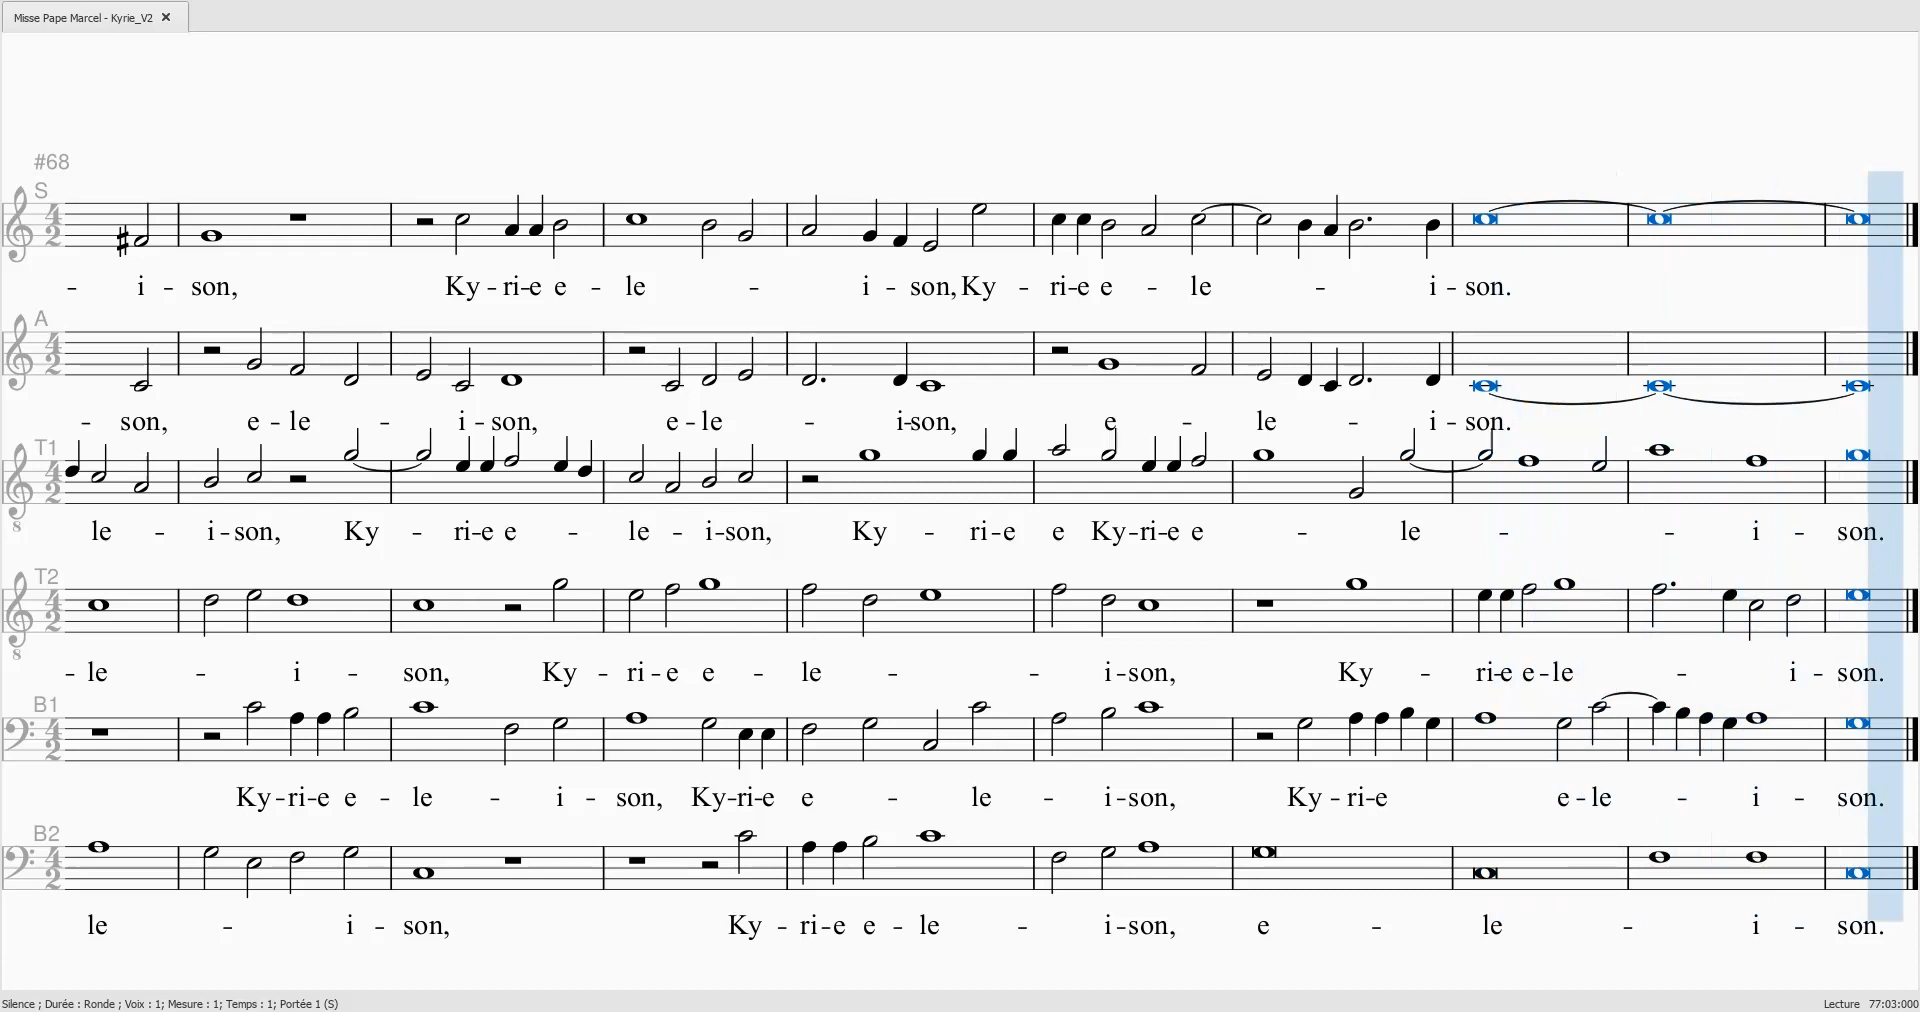 Misse Pape Marcel - Kyrie_V2 ×
#68
S
- i - son, Ky - ri-e e - le - i - son, Ky - ri-e e - le - i - son.
A
- son, e - le - i - son, e - le - i-son, e - le - i - son.
T1
le - i - son, Ky - ri-e e - le - i-son, Ky - ri-e e Ky-ri-e e - le - - i - son.
8
T2
- le - i - son, Ky - ri - e e - le - - i-son, Ky - ri-e e-le - i - son.
8
B1
Ky-ri-e e - le - i - son, Ky-ri-e e - le - i-son, Ky - ri-e e - le - i - son.
B2
le - i - son, Ky - ri-e e - le - i-son, e - le - i - son.
Silence ; Durée : Ronde ; Voix : 1; Mesure : 1; Temps : 1; Portée 1 (S)
Lecture 77:03:000